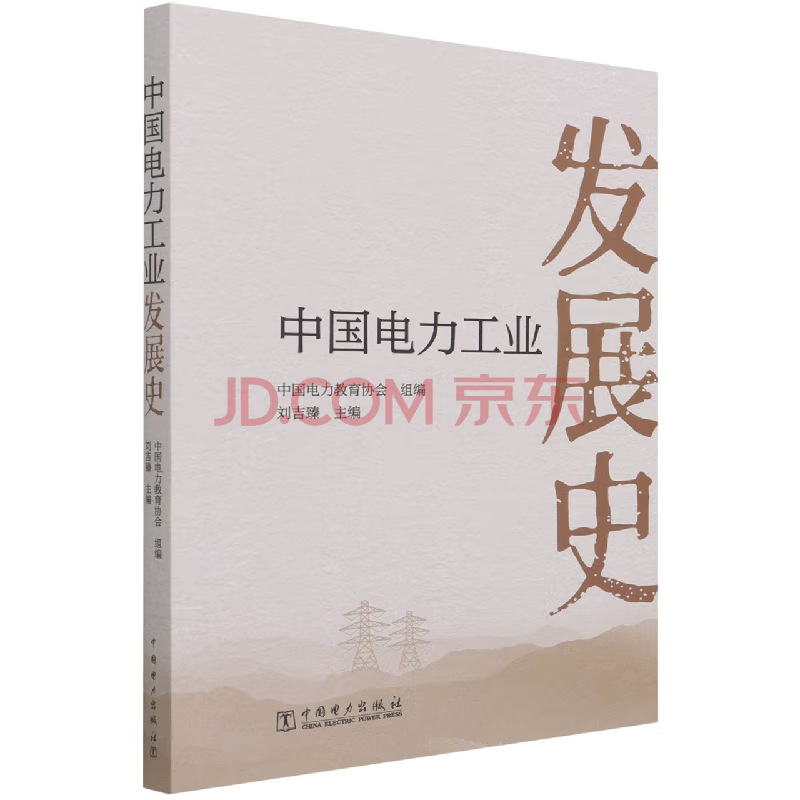 中国电力工业
发展史
中国电力教育协会 组编
刘吉臻 主编
JD.COM 京东
中国电力出版社
CHINA ELECTRIC POWER PRESS
中国电力工业发展史
中国电力教育协会 组编
刘吉臻 主编
中国电力出版社